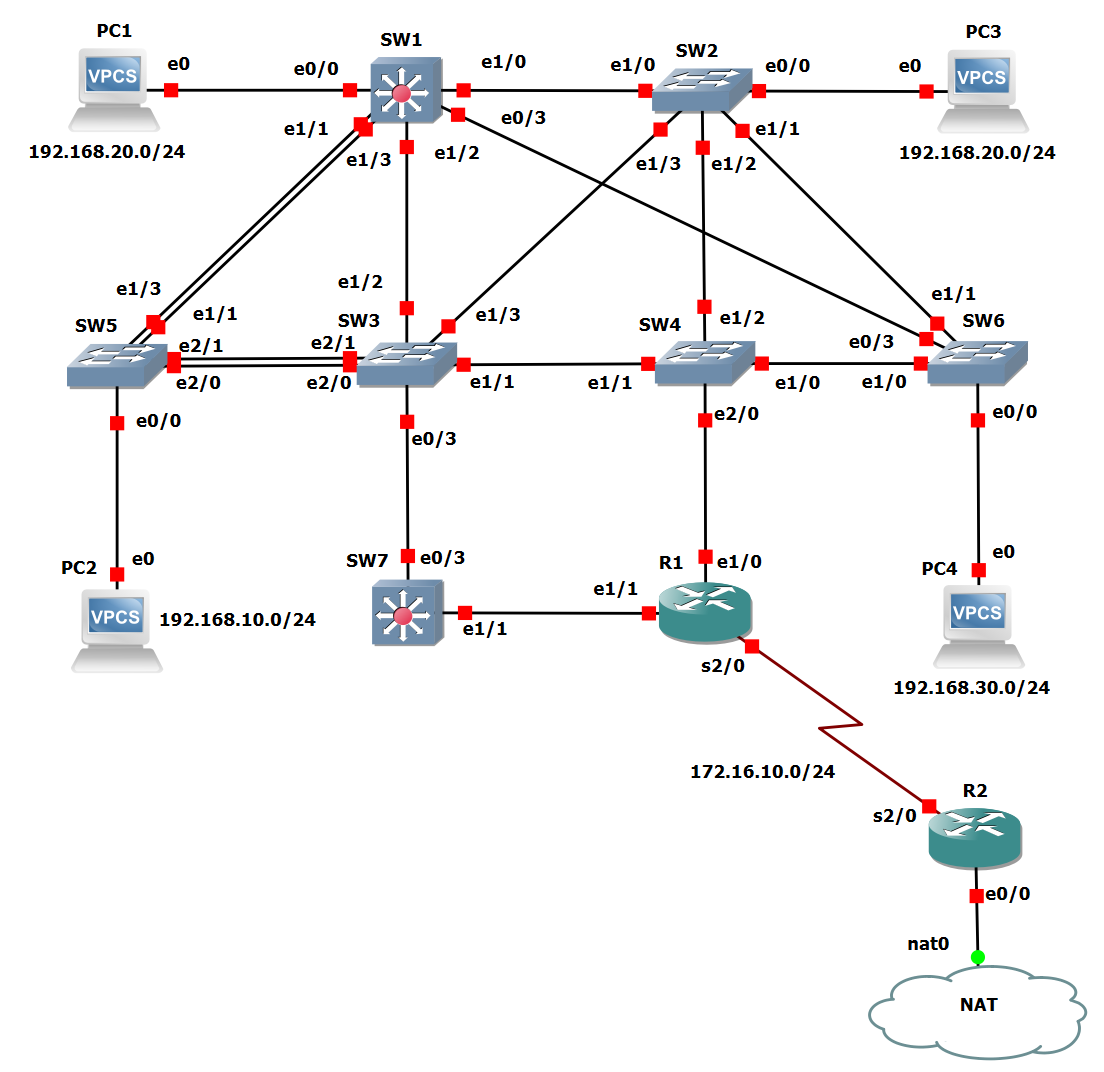 PC1
SW1
SW2
PC3
e0
e0/0
e1/0
e1/0
e0/0
e0
VPCS
VPCS
e1/1
e0/3
e1/1
192.168.20.0/24
e1/3
e1/2
e1/3
e1/2
192.168.20.0/24
e1/3
e1/2
e1/1
SW5
e1/1
SW3
e1/3
SW4
e1/2
SW6
e2/1
e2/1
e0/3
e2/0
e2/0
e1/1
e1/1
e1/0
e1/0
e0/0
e0/3
e2/0
e0/0
PC2
e0
SW7
e0/3
R1
e1/0
PC4
e0
VPCS
192.168.10.0/24
e1/1
e1/1
VPCS
s2/0
192.168.30.0/24
172.16.10.0/24
R2
s2/0
e0/0
nat0
NAT